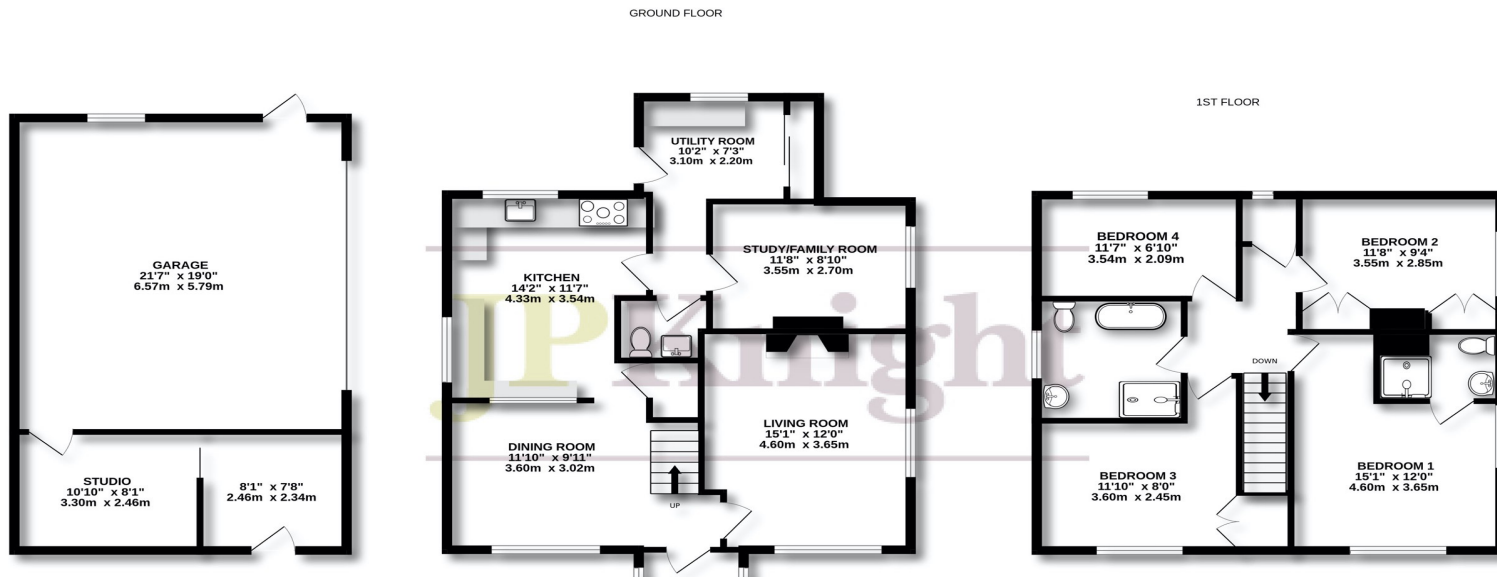 GROUND FLOOR
1ST FLOOR
GARAGE
21'7" x 19'0"
6.57m x 5.79m
STUDIO
10'10" x 8'1"
3.30m x 2.46m
8'1" x 7'8"
2.46m x 2.34m
UTILITY ROOM
10'2" x 7'3"
3.10m x 2.20m
KITCHEN
14'2" x 11'7"
4.33m x 3.54m
STUDY/FAMILY ROOM
11'8" x 8'10"
3.55m x 2.70m
DINING ROOM
11'10" x 9'11"
3.60m x 3.02m
UP
LIVING ROOM
15'1" x 12'0"
4.60m x 3.65m
BEDROOM 4
11'7" x 6'10"
3.54m x 2.09m
BEDROOM 2
11'8" x 9'4"
3.55m x 2.85m
DOWN
BEDROOM 3
11'10" x 8'0"
3.60m x 2.45m
BEDROOM 1
15'1" x 12'0"
4.60m x 3.65m
JPKnight